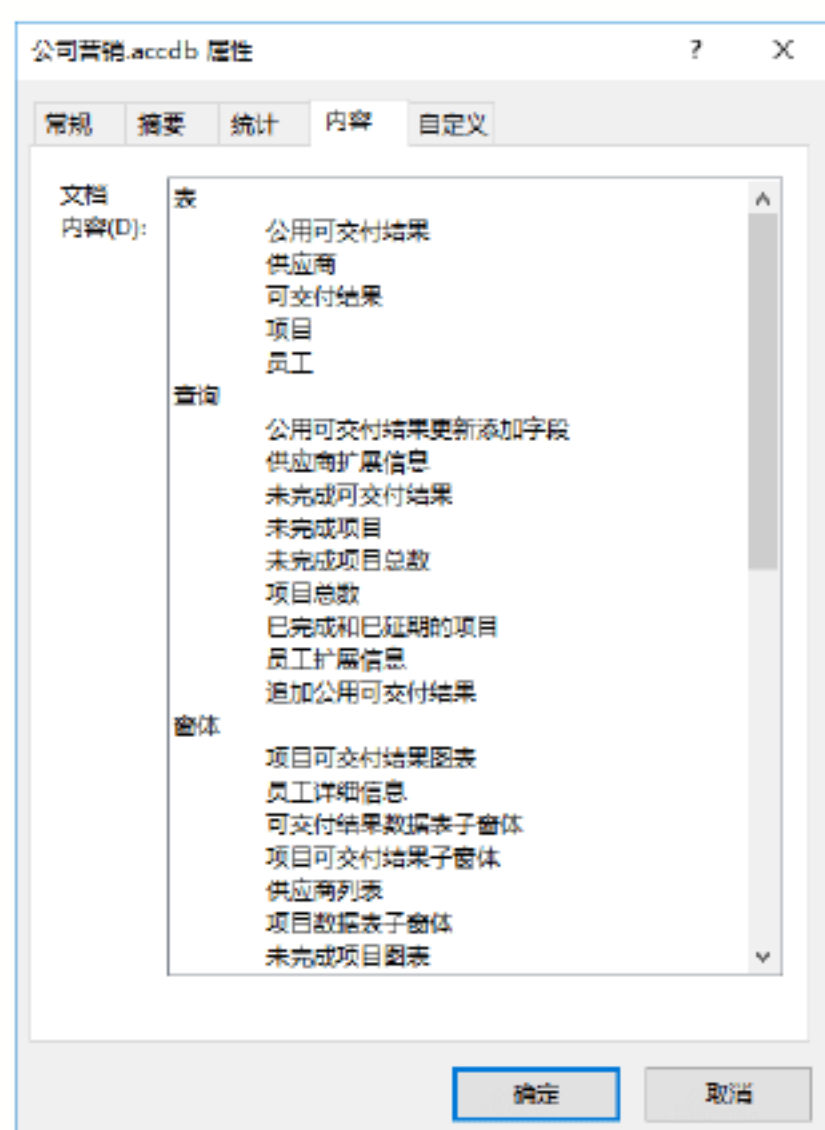 公司营销.accdb 属性 ? X
常规 摘要 统计 内容 自定义
文档 表
内容(D): 公用可交付结果
供应商
可交付结果
项目
员工
查询
公用可交付结果更新添加字段
供应商扩展信息
未完成可交付结果
未完成项目
未完成项目总数
项目总数
已完成和已延期的项目
员工扩展信息
追加公用可交付结果
窗体
项目可交付结果图表
员工详细信息
可交付结果数据表子窗体
项目可交付结果子窗体
供应商列表
项目数据表子窗体
未完成项目图表
确定 取消